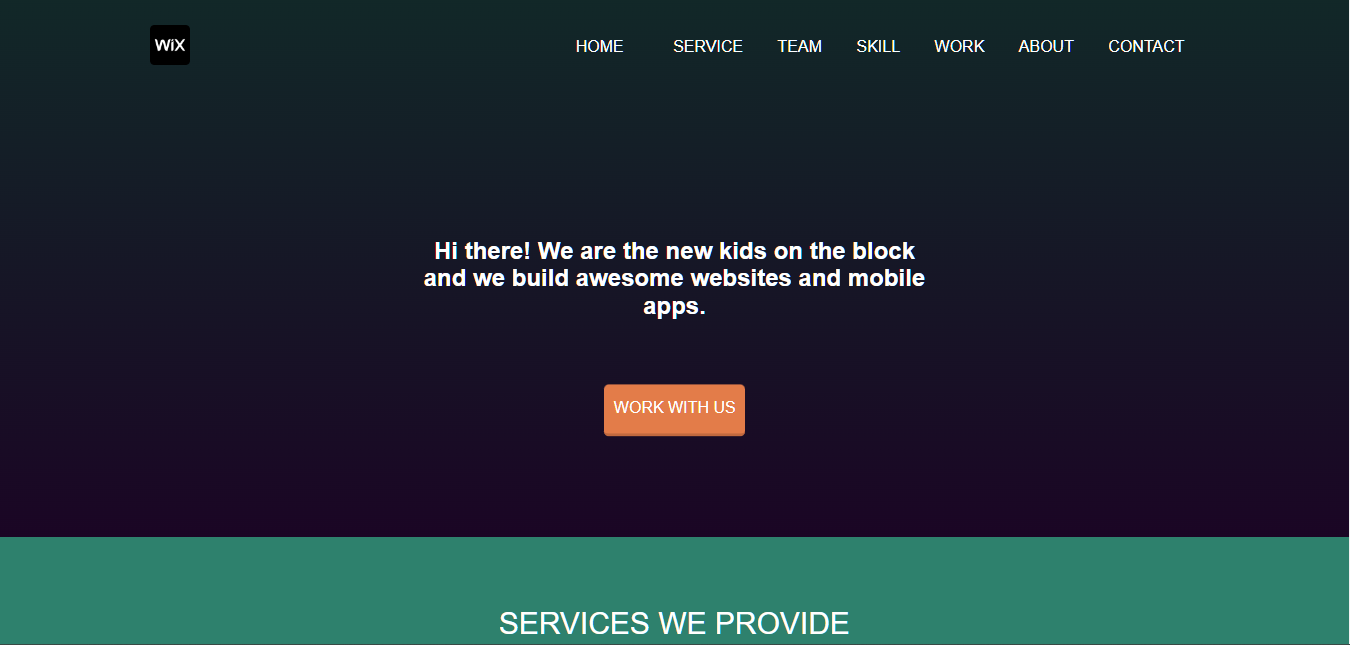 WiX
HOME SERVICE TEAM SKILL WORK ABOUT CONTACT
Hi there! We are the new kids on the block
and we build awesome websites and mobile
apps.
WORK WITH US
SERVICES WE PROVIDE